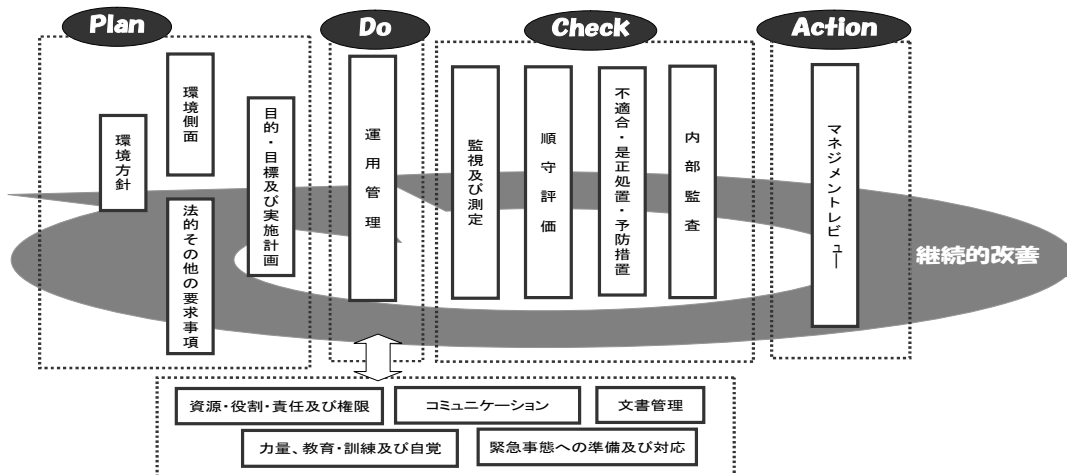 Plan
Do
Check
Action
環境方針
環境側面
法的その他の要求事項
目的・目標及び実施計画
運用管理
監視及び測定
順守評価
不適合・是正処置・予防措置
内部監査
マネジメントレビュー
継続的改善
資源・役割・責任及び権限
コミュニケーション
文書管理
力量、教育・訓練及び自覚
緊急事態への準備及び対応